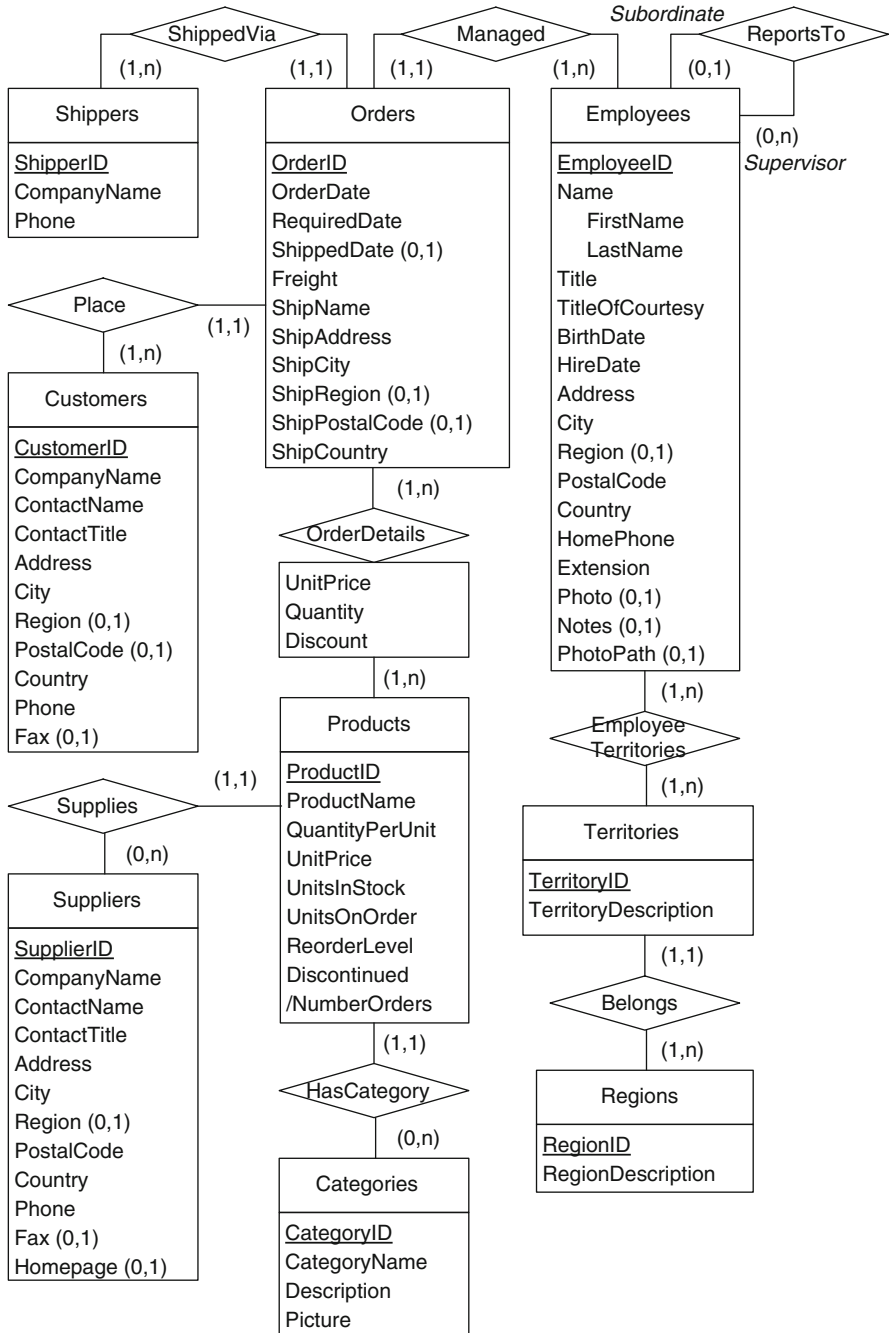 ShippedVia
Managed
Subordinate
ReportsTo
(1,n)
(1,1)
(1,1)
(1,n)
(0,1)
(0,n)
Supervisor
Shippers
ShipperID
CompanyName
Phone
Orders
OrderID
OrderDate
RequiredDate
ShippedDate (0,1)
Freight
ShipName
ShipAddress
ShipCity
ShipRegion (0,1)
ShipPostalCode (0,1)
ShipCountry
Employees
EmployeeID
Name
FirstName
LastName
Title
TitleOfCourtesy
BirthDate
HireDate
Address
City
Region (0,1)
PostalCode
Country
HomePhone
Extension
Photo (0,1)
Notes (0,1)
PhotoPath (0,1)
Place
(1,1)
(1,n)
Customers
CustomerID
CompanyName
ContactName
ContactTitle
Address
City
Region (0,1)
PostalCode (0,1)
Country
Phone
Fax (0,1)
(1,n)
OrderDetails
UnitPrice
Quantity
Discount
(1,n)
Products
ProductID
ProductName
QuantityPerUnit
UnitPrice
UnitsInStock
UnitsOnOrder
ReorderLevel
Discontinued
/NumberOrders
(1,n)
Employee
Territories
(1,n)
Territories
TerritoryID
TerritoryDescription
(1,1)
Belongs
(1,n)
Regions
RegionID
RegionDescription
(1,1)
Supplies
(0,n)
Suppliers
SupplierID
CompanyName
ContactName
ContactTitle
Address
City
Region (0,1)
PostalCode
Country
Phone
Fax (0,1)
Homepage (0,1)
(1,1)
HasCategory
(0,n)
Categories
CategoryID
CategoryName
Description
Picture